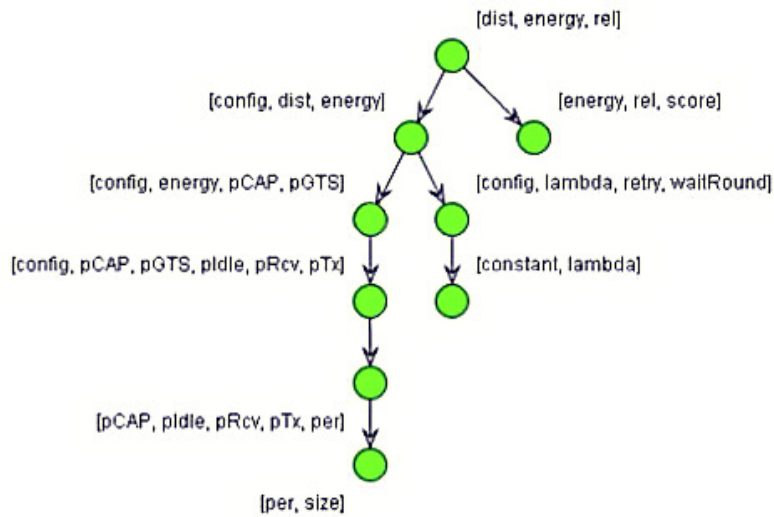 [dist, energy, rel]
[config, dist, energy]
[energy, rel, score]
[config, energy, pCAP, pGTS]
[config, lambda, retry, waitRound]
[config, pCAP, pGTS, pIdle, pRcv, pTx]
[constant, lambda]
[pCAP, pIdle, pRcv, pTx, per]
[per, size]